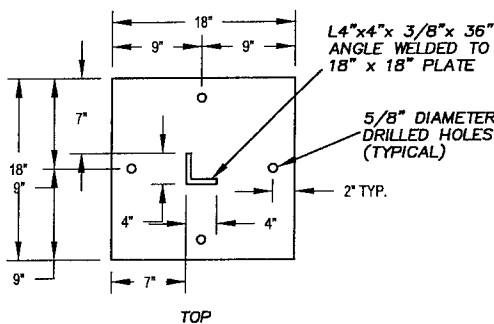 18"
9" 9"
L4"x4"x 3/8"x 36"
ANGLE WELDED TO
18" x 18" PLATE
7"
5/8" DIAMETER
DRILLED HOLES
(TYPICAL)
18"
9"
2" TYP.
4" 4"
9"
7"
TOP